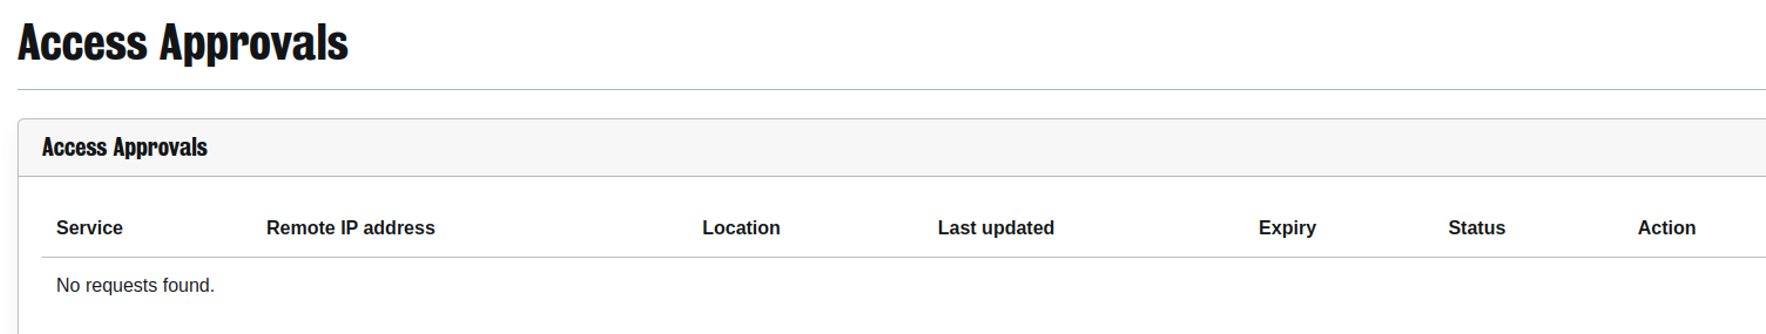 Access Approvals
Access Approvals
Service Remote IP address Location Last updated Expiry Status Action
No requests found.